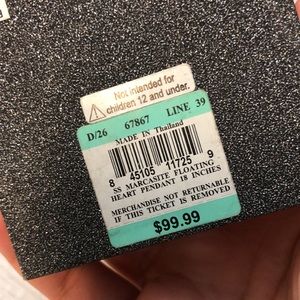 Not intended for
children 12 and under.
D/26 67867 LINE 39
MADE IN Thailand
8 45105 11725 9
SS MARCASITE FLOATING
HEART PENDANT 18 INCHES
MERCHANDISE NOT RETURNABLE
IF THIS TICKET IS REMOVED
$99.99